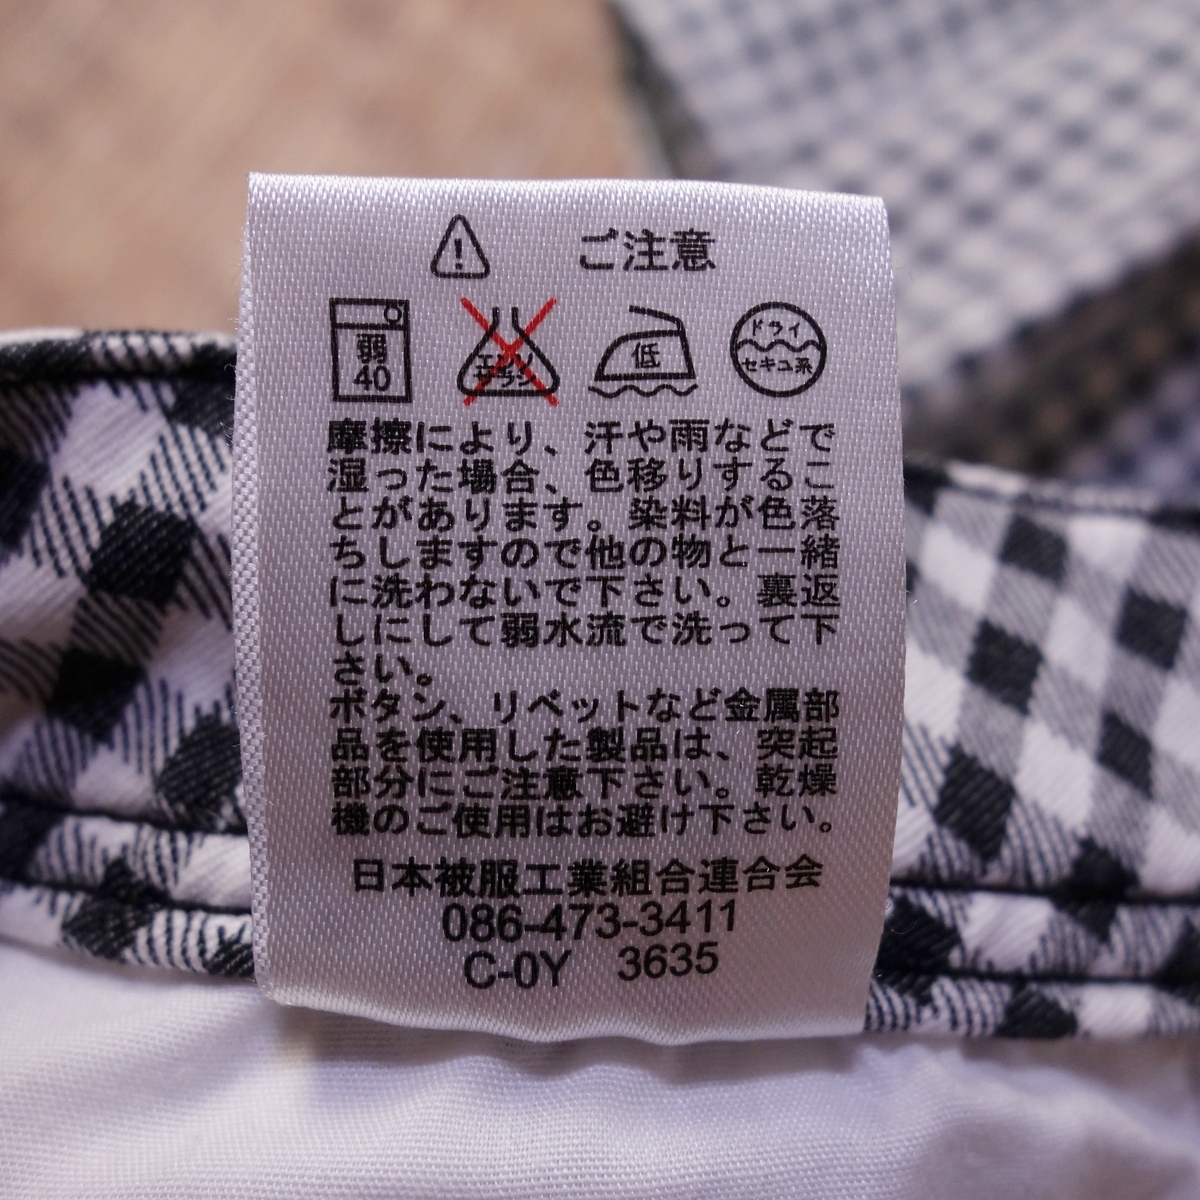 ご注意
弱
40
エンソ
サラシ
低
ドライ
セキユ系
摩擦により、汗や雨などで
湿った場合、色移りするこ
とがあります。染料が色落
ちしますので他の物と一緒
に洗わないで下さい。裏返
しにして弱水流で洗って下
さい。
ボタン、リベットなど金属部
品を使用した製品は、突起
部分にご注意下さい。乾燥
機のご使用はお避け下さい。
日本被服工業組合連合会
086-473-3411
C-0Y 3635